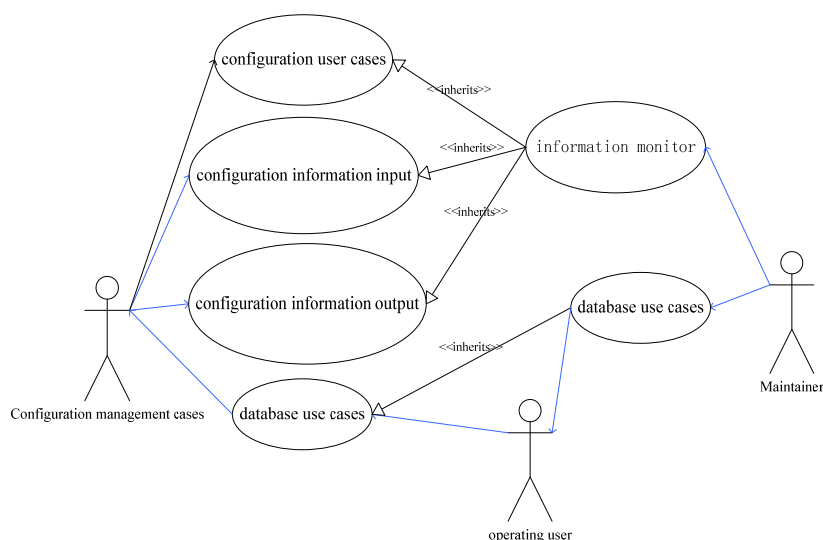 configuration user cases
<<inherits>>
information monitor
<<inherits>>
configuration information input
<<inherits>>
configuration information output
database use cases
<<inherits>>
Maintainer
Configuration management cases
database use cases
operating user